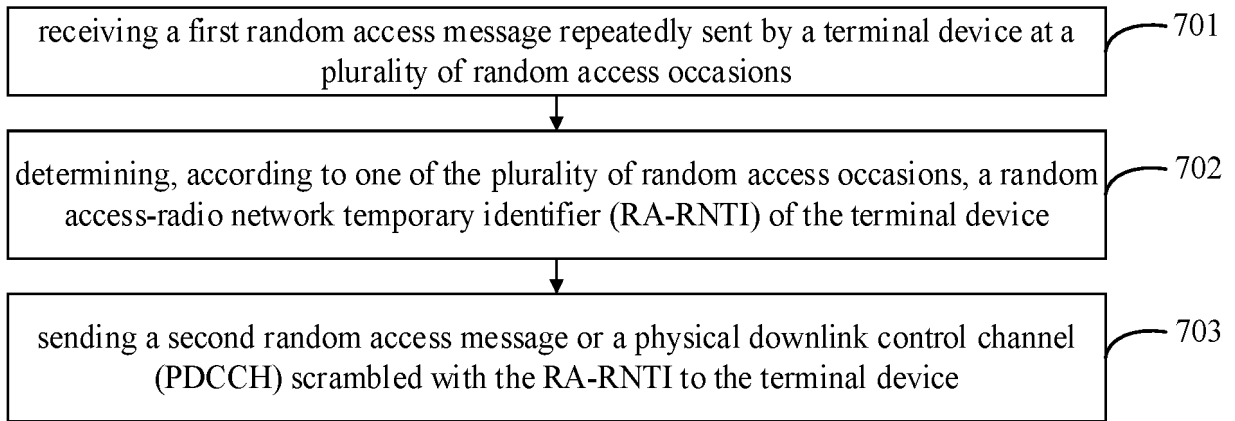 receiving a first random access message repeatedly sent by a terminal device at a
plurality of random access occasions
701
determining, according to one of the plurality of random access occasions, a random
access-radio network temporary identifier (RA-RNTI) of the terminal device
702
sending a second random access message or a physical downlink control channel
(PDCCH) scrambled with the RA-RNTI to the terminal device
703